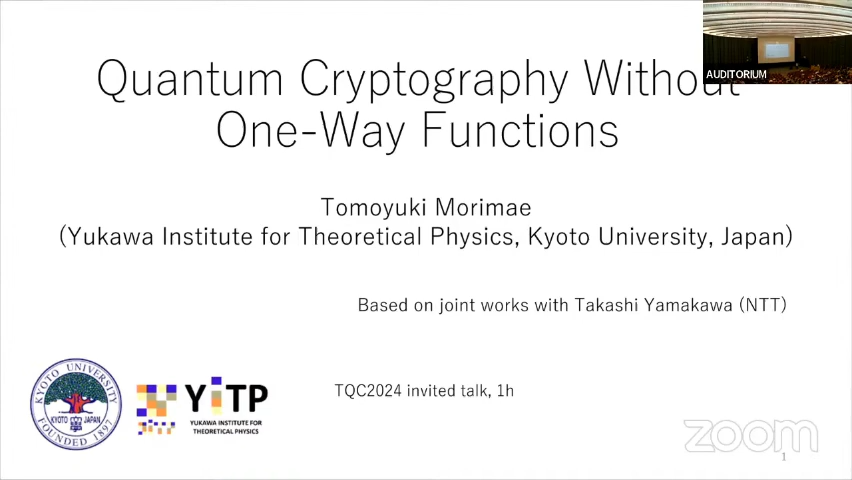 AUDITORIUM
Quantum Cryptography Without
One-Way Functions
Tomoyuki Morimae
(Yukawa Institute for Theoretical Physics, Kyoto University, Japan)
Based on joint works with Takashi Yamakawa (NTT)
TQC2024 invited talk, 1h
KYOTO UNIVERSITY
KYOTO JAPAN
FOUNDED 1897
YITP
YUKAWA INSTITUTE FOR
THEORETICAL PHYSICS
zoom
1